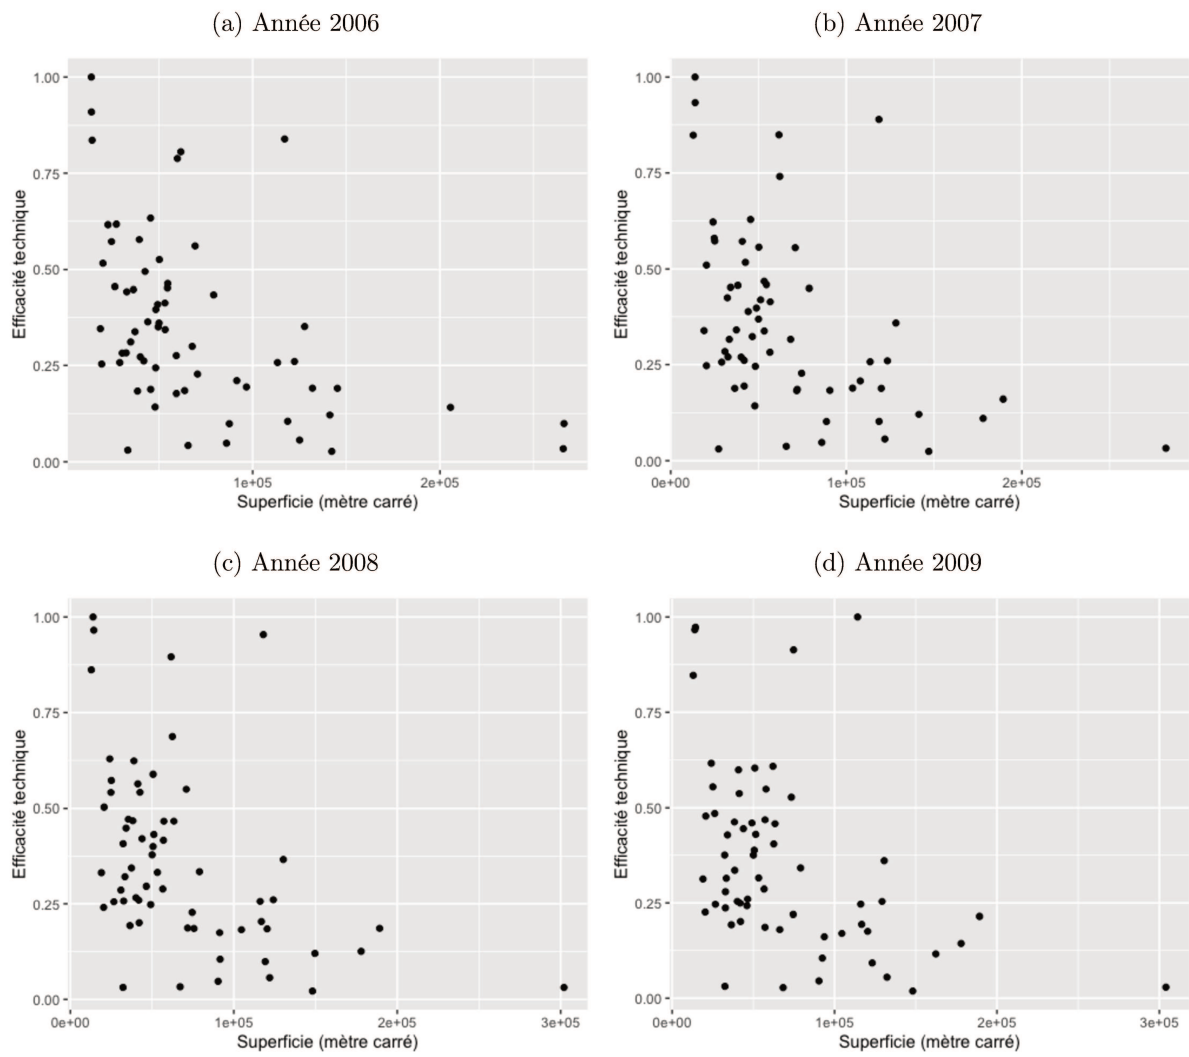 (a) Année 2006
1.00
0.75
0.50
0.25
0.00
Efficacité technique
1e+05 2e+05
Superficie (mètre carré)
(b) Année 2007
1.00
0.75
0.50
0.25
0.00
Efficacité technique
0e+00 1e+05 2e+05
Superficie (mètre carré)
(c) Année 2008
1.00
0.75
0.50
0.25
0.00
Efficacité technique
0e+00 1e+05 2e+05 3e+05
Superficie (mètre carré)
(d) Année 2009
1.00
0.75
0.50
0.25
0.00
Efficacité technique
0e+00 1e+05 2e+05 3e+05
Superficie (mètre carré)